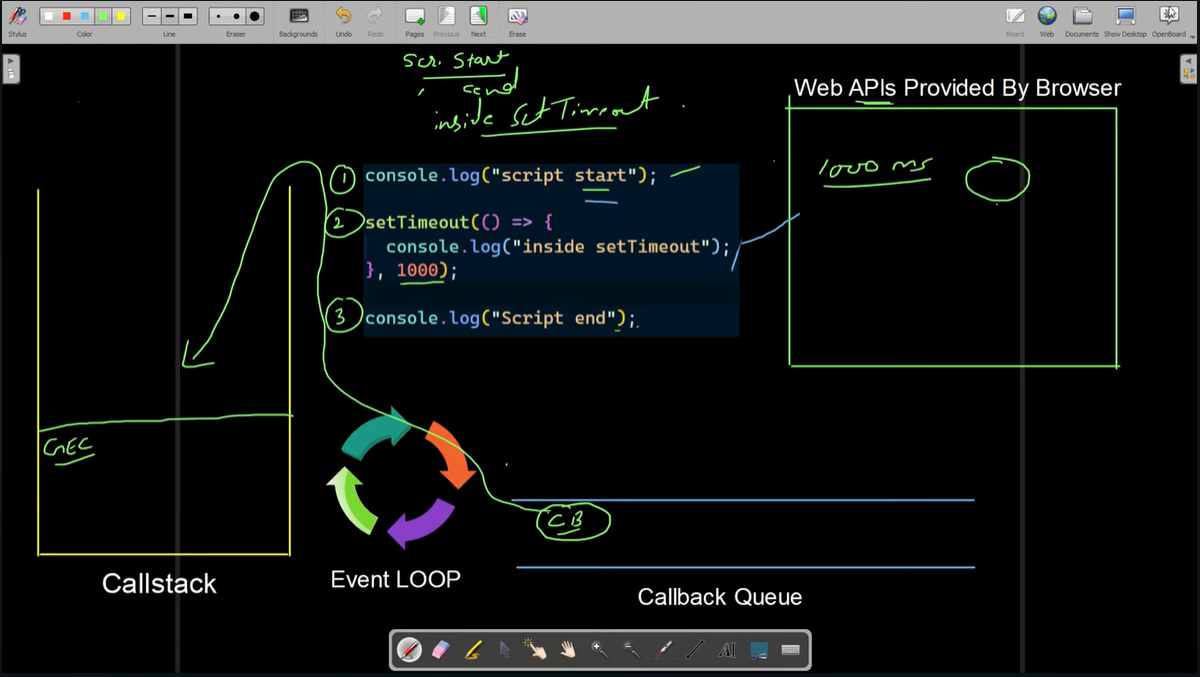 Stylus
Color
Line
Eraser
Backgrounds
Undo
Redo
Pages
Previous
Next
Erase
Board
Web
Documents
Show Desktop
OpenBoard
Scr. Start
inside SetTimeout
Web APIs Provided By Browser
1000 ms
1 console.log("script start");
2 setTimeout(() => {
console.log("inside setTimeout");
}, 1000);
3 console.log("Script end");
GEC
CB
Callstack
Event LOOP
Callback Queue
AI